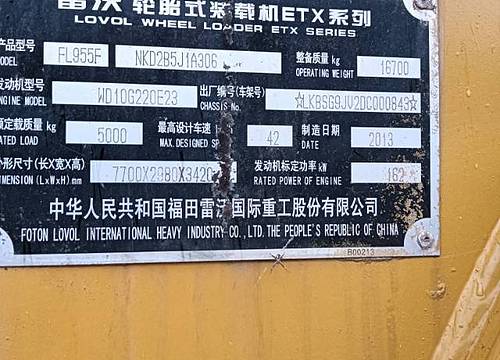 雷沃 轮胎式装载机ETX系列
LOVOL WHEEL LOADER ETX SERIES
产品型号 MODEL FL955F NKD2B5J1A306 整备质量 kg OPERATING WEIGHT 16700
发动机型号 ENGINE MODEL WD10G220E23 出厂编号(车架号) CHASSIS No. ☆LKBSG9JV2DC000843☆
额定载质量 kg RATED LOAD 5000 最高设计车速 MAX. DESIGNED 42 制造日期 DATE 2013
外形尺寸(长X宽X高) DIMENSION (LxWxH) mm 7700X2980X3420 发动机标定功率 kW RATED POWER OF ENGINE 162
中华人民共和国福田雷沃国际重工股份有限公司
FOTON LOVOL INTERNATIONAL HEAVY INDUSTRY CO., LTD. THE PEOPLE'S REPUBLIC OF CHINA
B00213